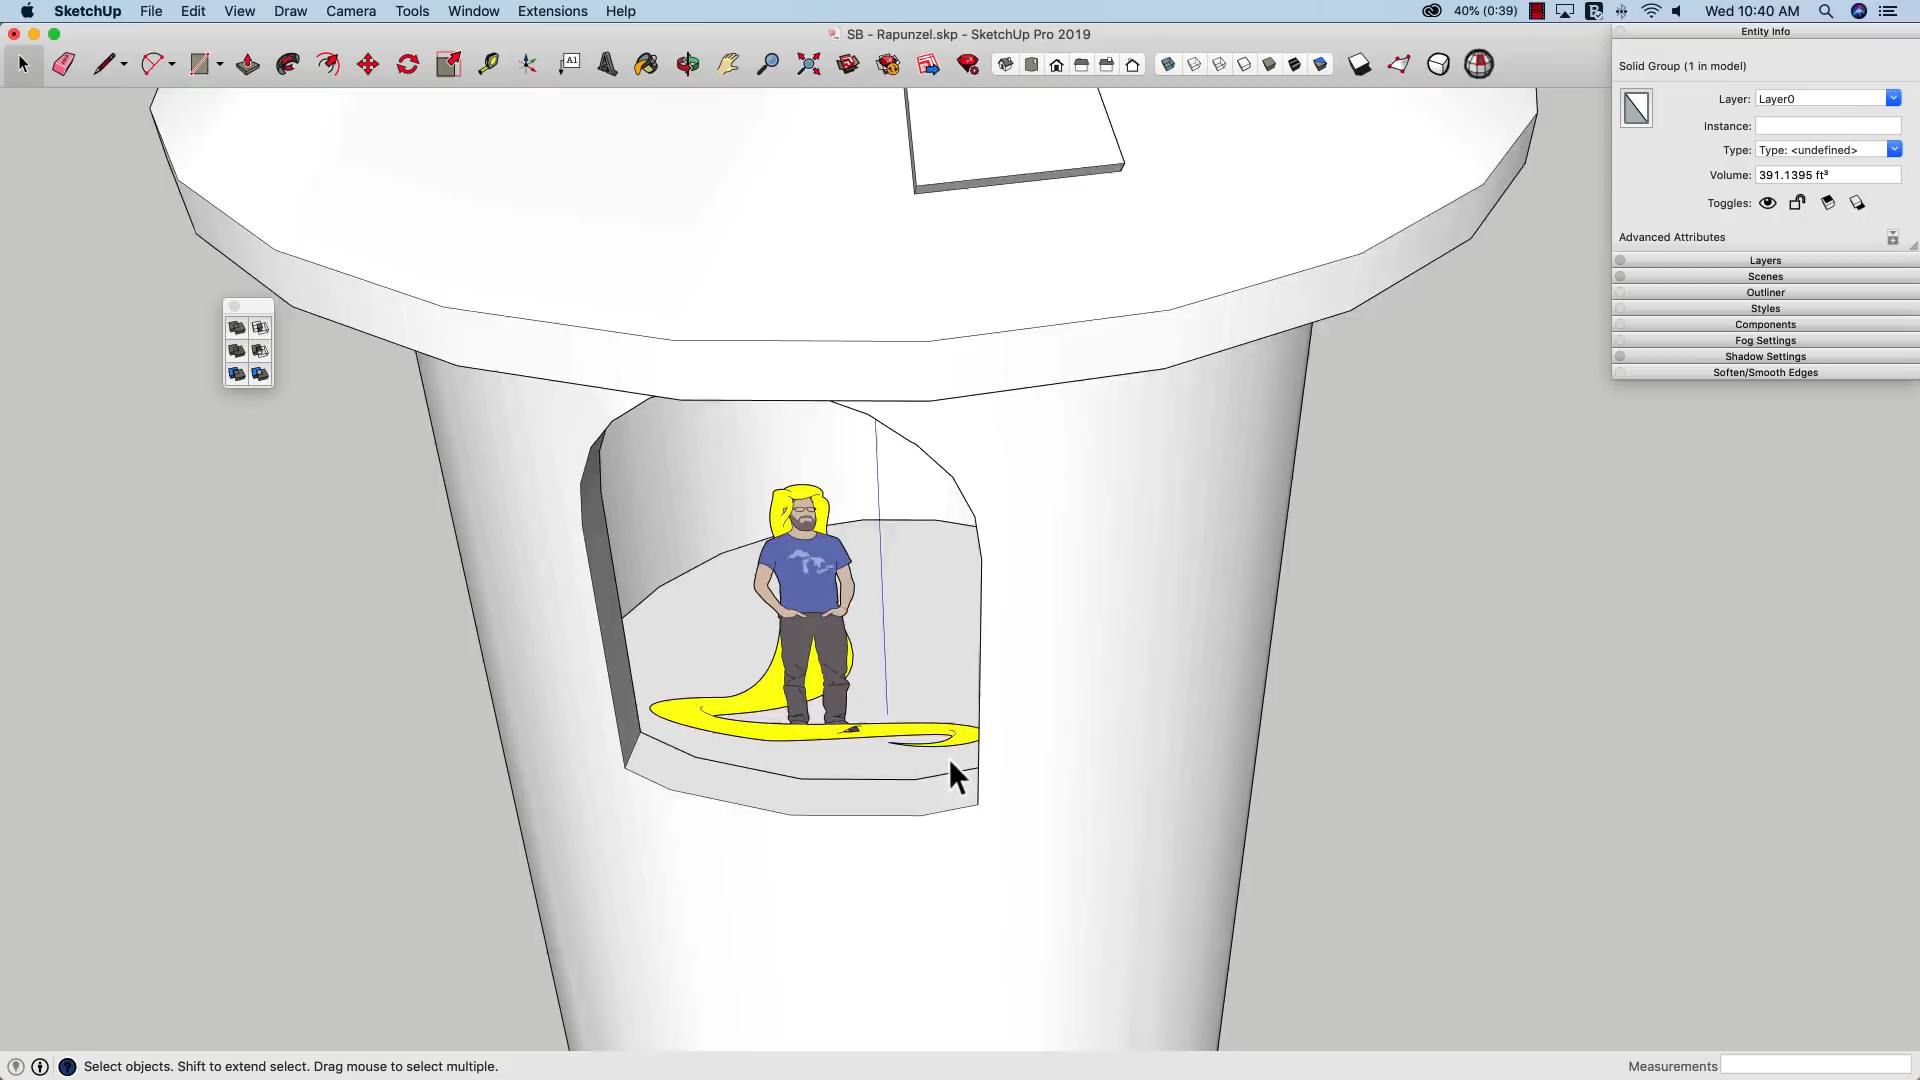 SketchUp File Edit View Draw Camera Tools Window Extensions Help 40% (0:39) Wed 10:40 AM
SB - Rapunzel.skp - SketchUp Pro 2019
A1
Entity Info
Solid Group (1 in model)
Layer: Layer0
Instance:
Type: Type: <undefined>
Volume: 391.1395 ft³
Toggles:
Advanced Attributes
Layers
Scenes
Outliner
Styles
Components
Fog Settings
Shadow Settings
Soften/Smooth Edges
Select objects. Shift to extend select. Drag mouse to select multiple.
Measurements